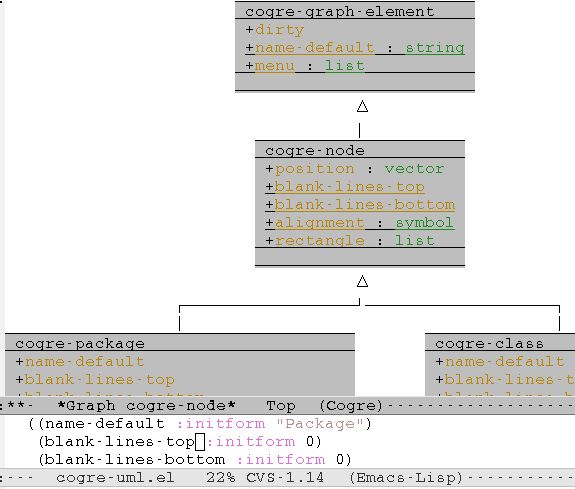 cogre-graph-element
+dirty
+name-default : string
+menu : list
cogre-node
+position : vector
+blank-lines-top
+blank-lines-bottom
+alignment : symbol
+rectangle : list
cogre-package
+name-default
+blank-lines-top
+blank-lines-bottom
cogre-class
+name-default
+blank-lines-t
:**-  *Graph cogre-node*   Top  (Cogre)--------------------
((name-default :initform "Package")
(blank-lines-top :initform 0)
(blank-lines-bottom :initform 0)
:---  cogre-uml.el   22% CVS-1.14  (Emacs-Lisp)-----------------